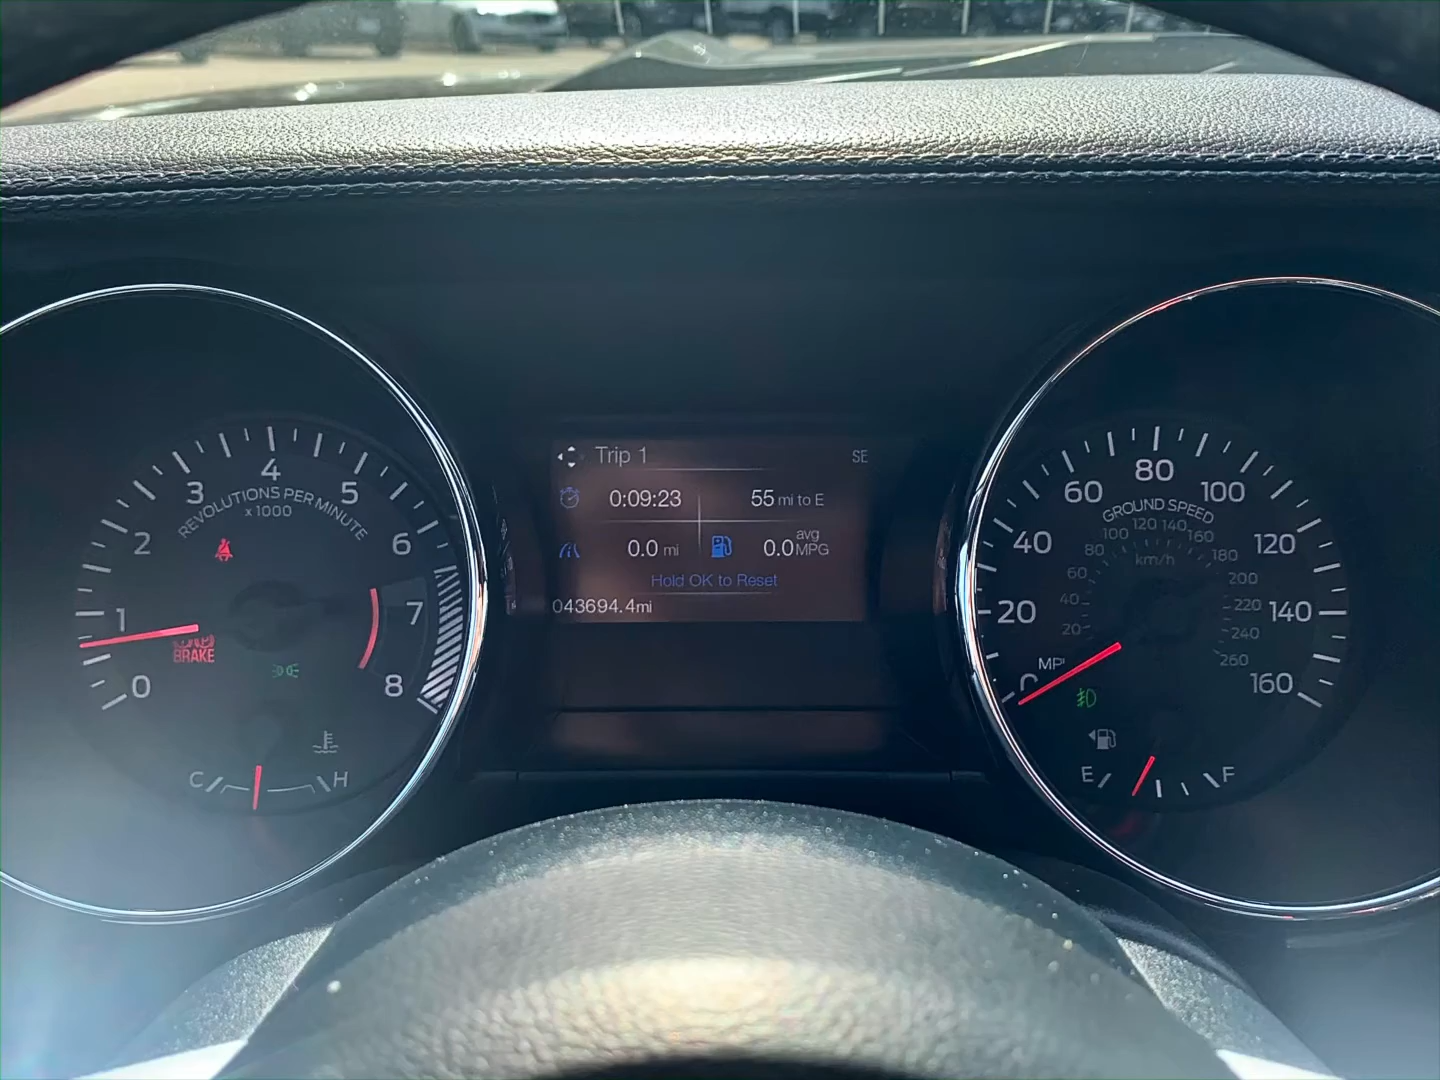 0
1
2
3
4
5
6
7
8
REVOLUTIONS PER MINUTE
x 1000
BRAKE
C
H
Trip 1
SE
0:09:23
55 mi to E
0.0 mi
0.0 avg MPG
Hold OK to Reset
043694.4mi
20
40
60
80
100
120
140
160
GROUND SPEED
20
40
60
80
100
120
140
160
180
200
220
240
260
km/h
E
F